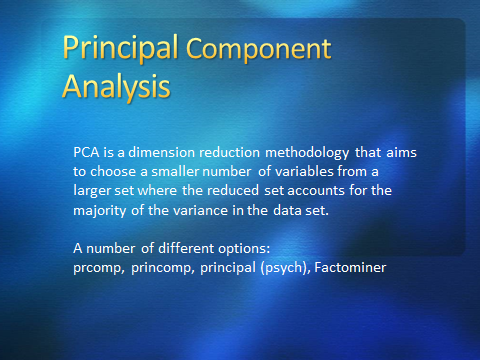 Principal Component
Analysis
PCA is a dimension reduction methodology that aims
to choose a smaller number of variables from a
larger set where the reduced set accounts for the
majority of the variance in the data set.
A number of different options:
prcomp, princomp, principal (psych), Factominer